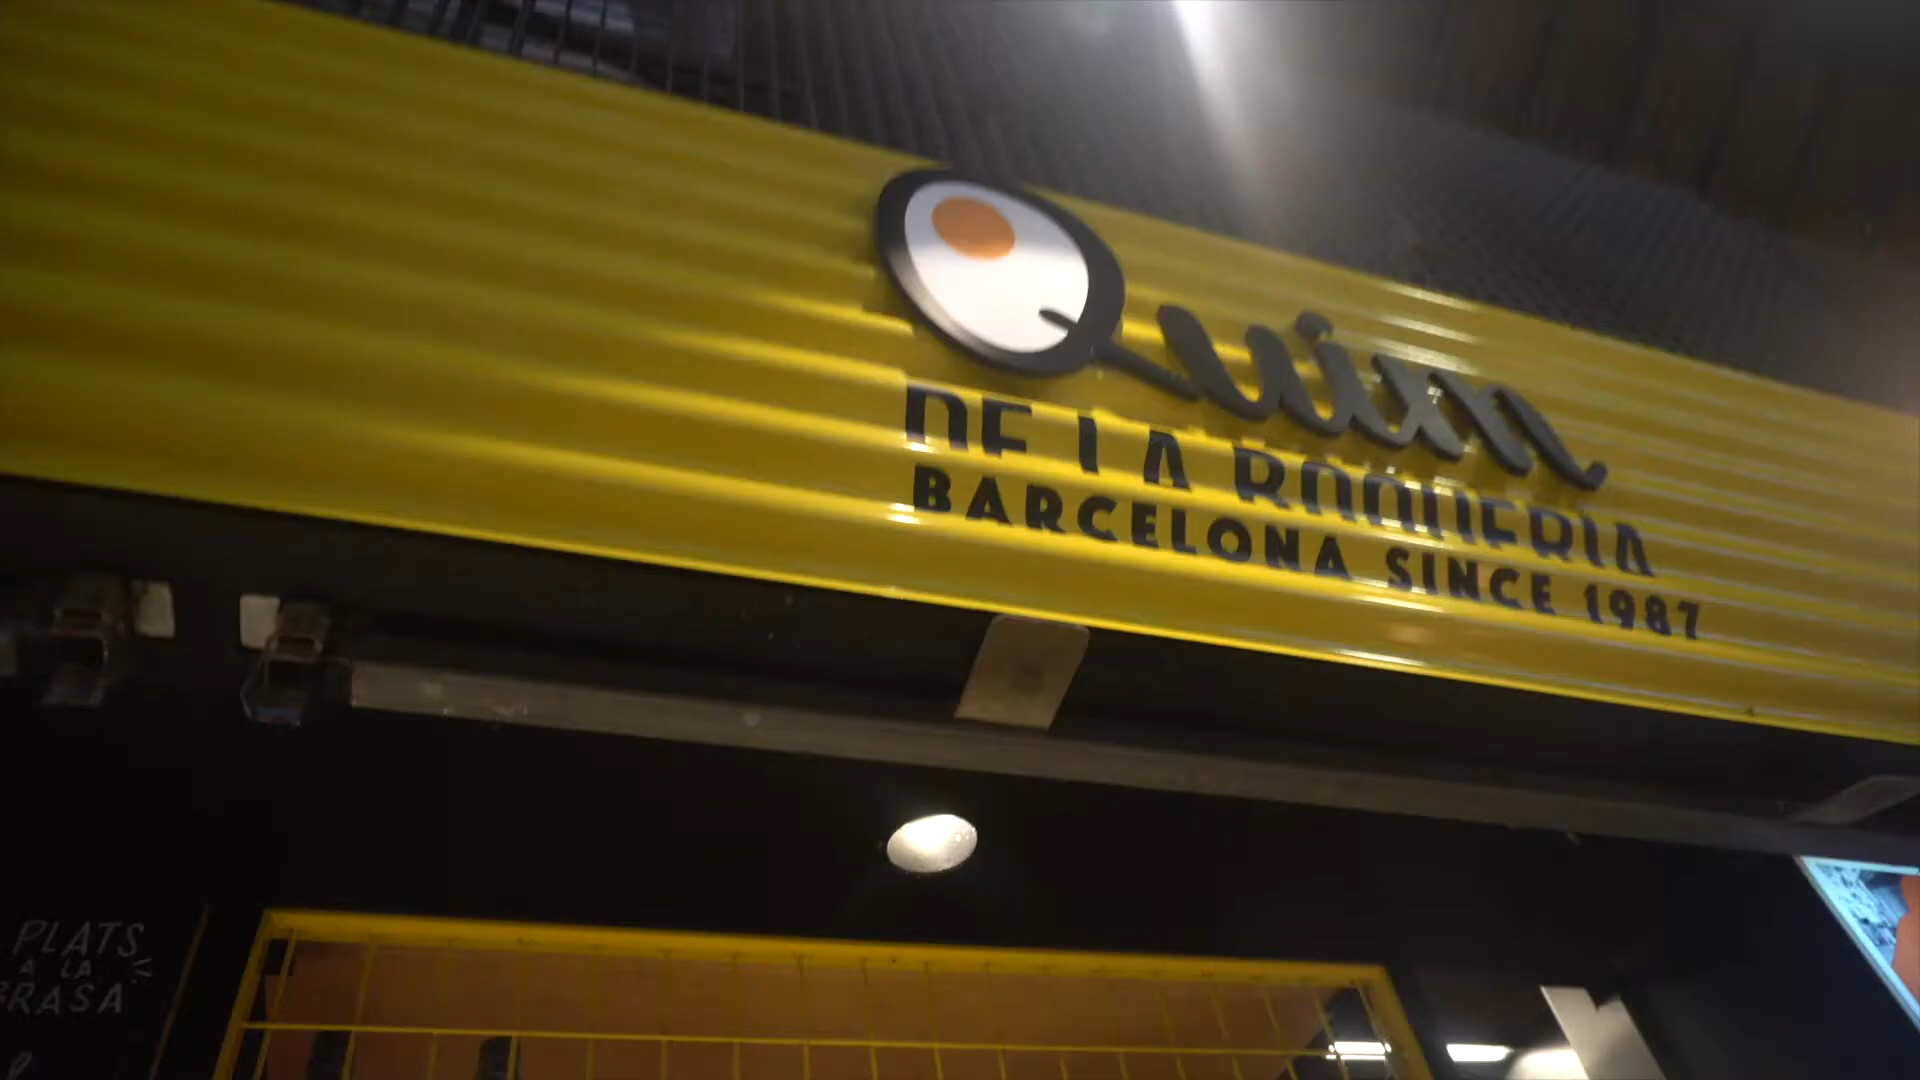 Quim
DE LA BOQUERIA
BARCELONA SINCE 1987
PLATS
A LA
BRASA